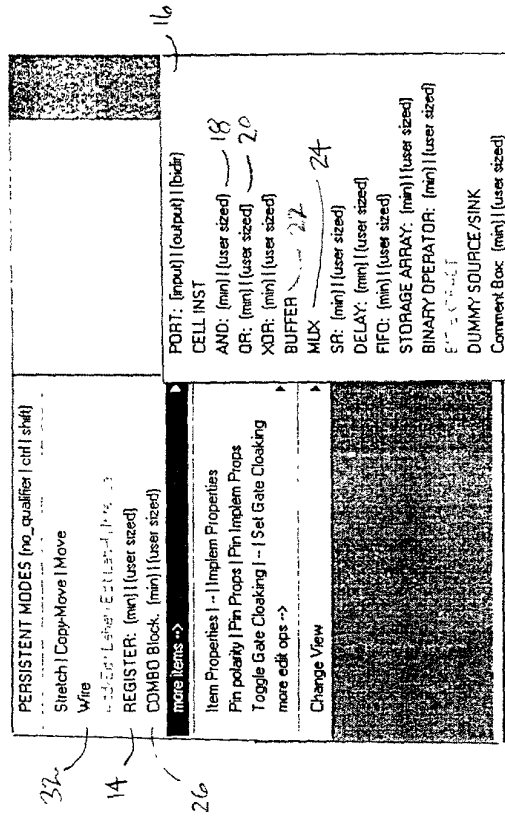 PERSISTENT MODES (no_qualifier | ctrl | shift)
Stretch | Copy-Move | Move
Wire
REGISTER: (min) | (user sized)
COMBO Block: (min) | (user sized)
more items -->
Item Properties | -- | Implem Properties
Pin polarity | Pin Props | Pin Implem Props
Toggle Gate Cloaking | -- | Set Gate Cloaking
more edit ops -->
Change View
PORT: (input) | (output) | (bidir)
CELL INST
AND: (min) | (user sized)
OR: (min) | (user sized)
XOR: (min) | (user sized)
BUFFER
MUX
SR: (min) | (user sized)
DELAY: (min) | (user sized)
FIFO: (min) | (user sized)
STORAGE ARRAY: (min) | (user sized)
BINARY OPERATOR: (min) | (user sized)
DUMMY SOURCE/SINK
Comment Box: (min) | (user sized)
32
14
26
16
18
20
22
24